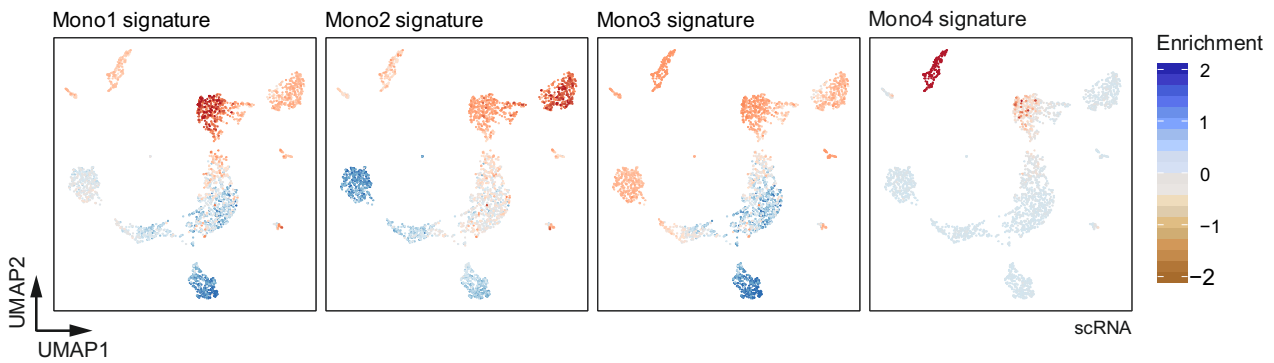 Mono1 signature
Mono2 signature
Mono3 signature
Mono4 signature
Enrichment
2
1
0
−1
−2
UMAP2
UMAP1
scRNA